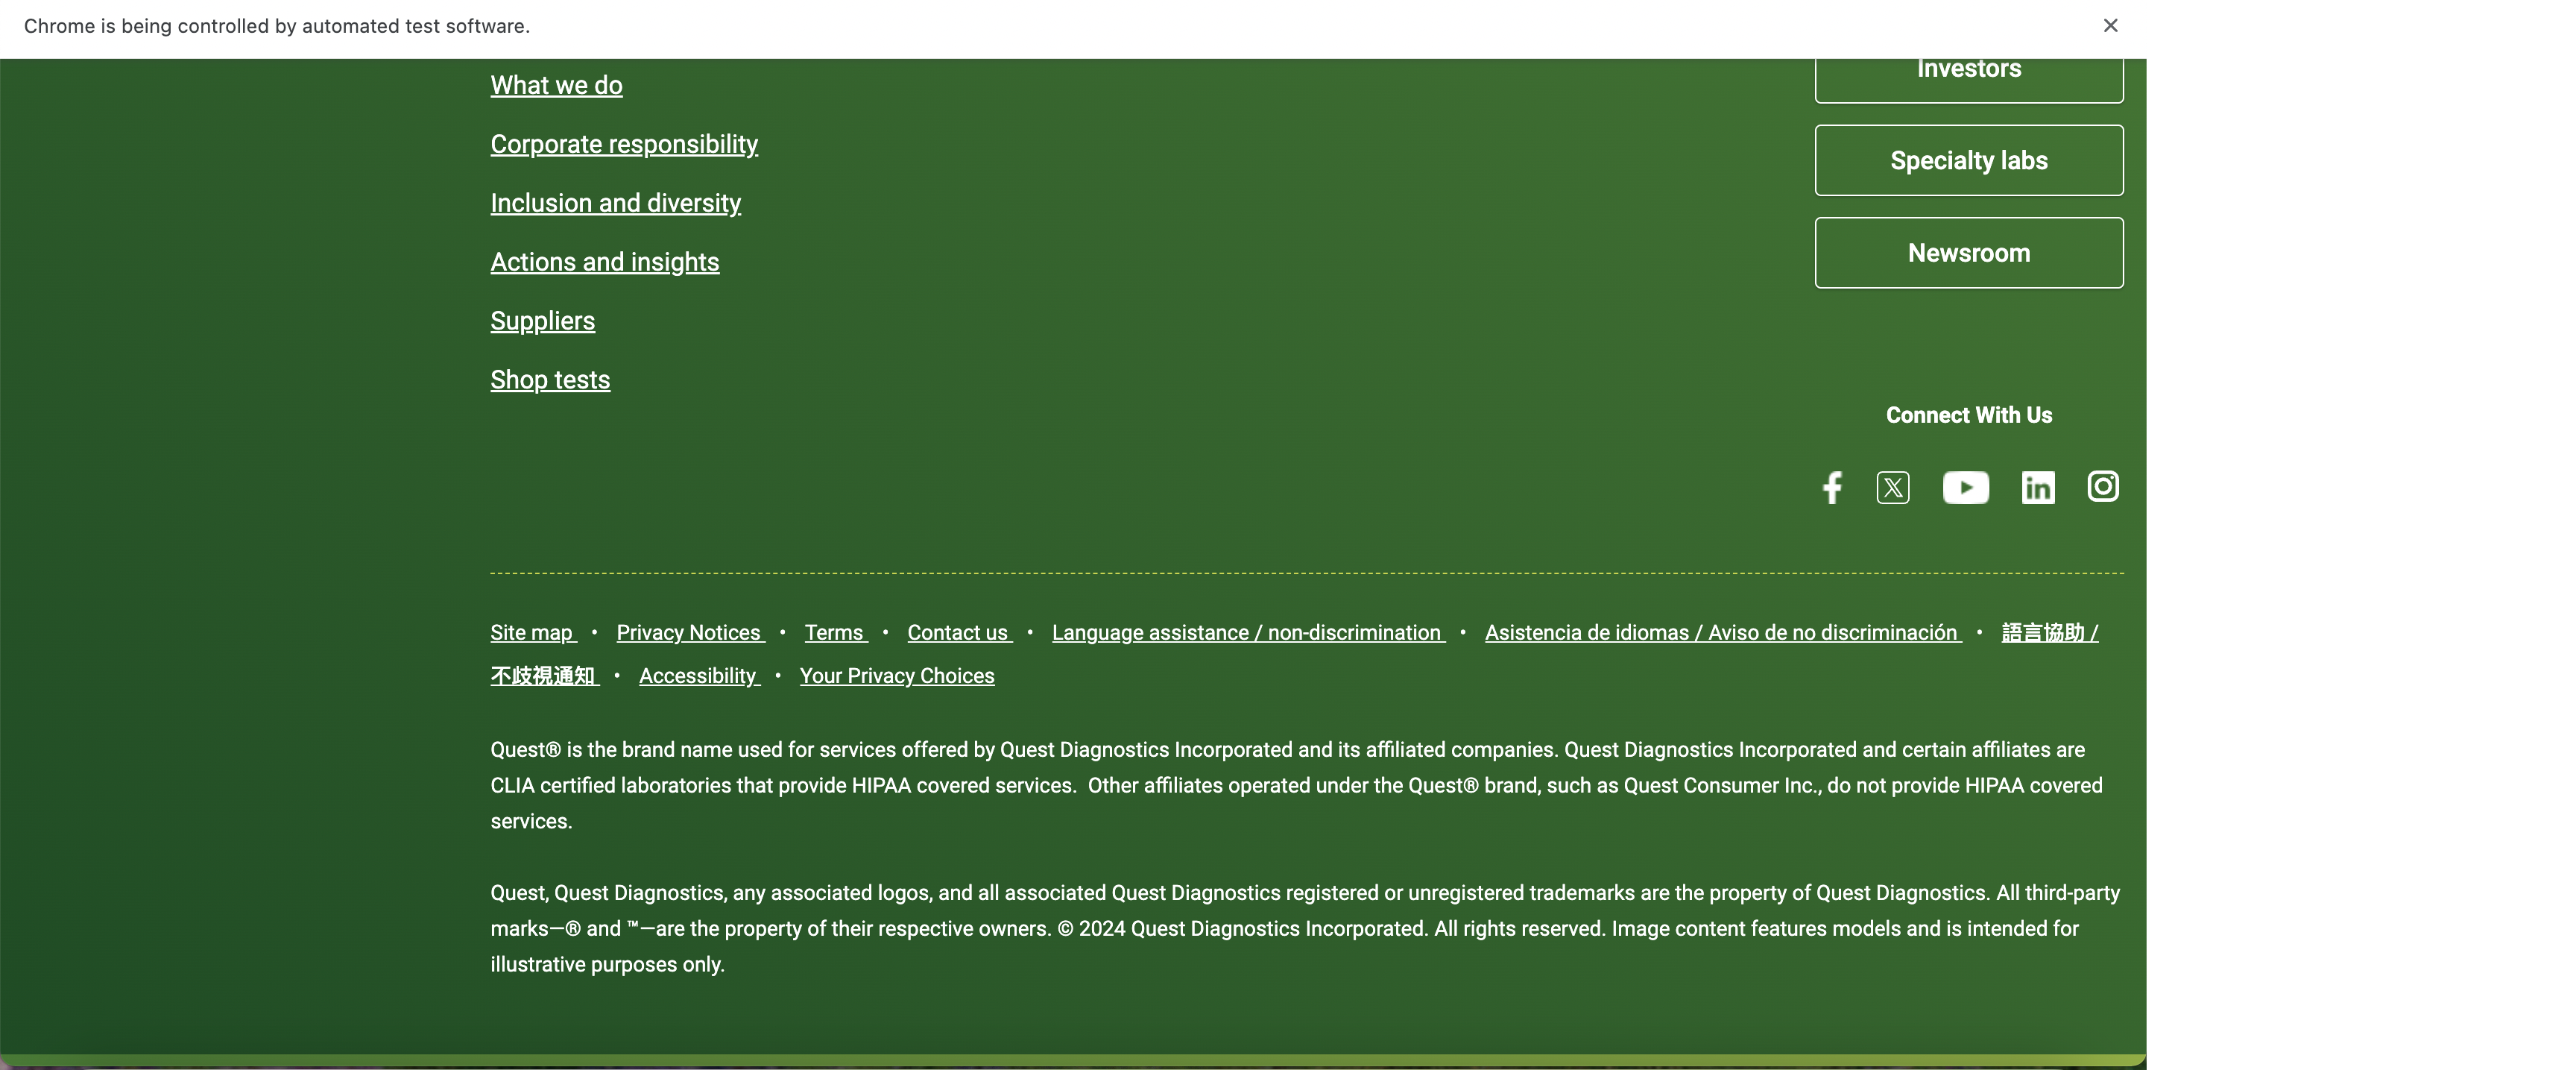 Chrome is being controlled by automated test software.
What we do
Corporate responsibility
Inclusion and diversity
Actions and insights
Suppliers
Shop tests
Investors
Specialty labs
Newsroom
Connect With Us
Site map • Privacy Notices • Terms • Contact us • Language assistance / non-discrimination • Asistencia de idiomas / Aviso de no discriminación • 語言協助 /
不歧視通知 • Accessibility • Your Privacy Choices
Quest® is the brand name used for services offered by Quest Diagnostics Incorporated and its affiliated companies. Quest Diagnostics Incorporated and certain affiliates are
CLIA certified laboratories that provide HIPAA covered services. Other affiliates operated under the Quest® brand, such as Quest Consumer Inc., do not provide HIPAA covered
services.
Quest, Quest Diagnostics, any associated logos, and all associated Quest Diagnostics registered or unregistered trademarks are the property of Quest Diagnostics. All third-party
marks—® and ™—are the property of their respective owners. © 2024 Quest Diagnostics Incorporated. All rights reserved. Image content features models and is intended for
illustrative purposes only.